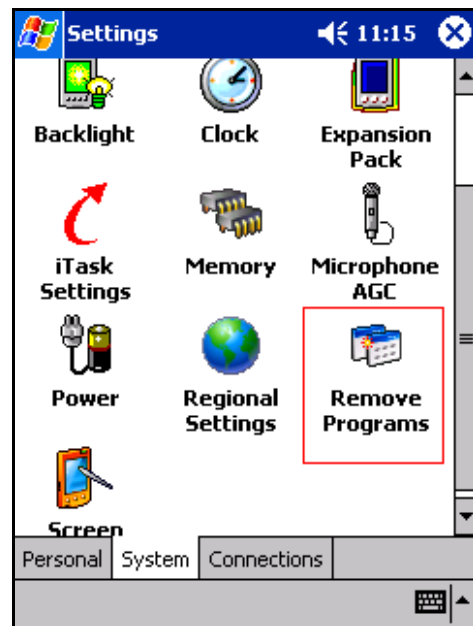 Settings 11:15
Backlight Clock Expansion
Pack
iTask Memory Microphone
Settings AGC
Power Regional Remove
Settings Programs
Screen
Personal System Connections